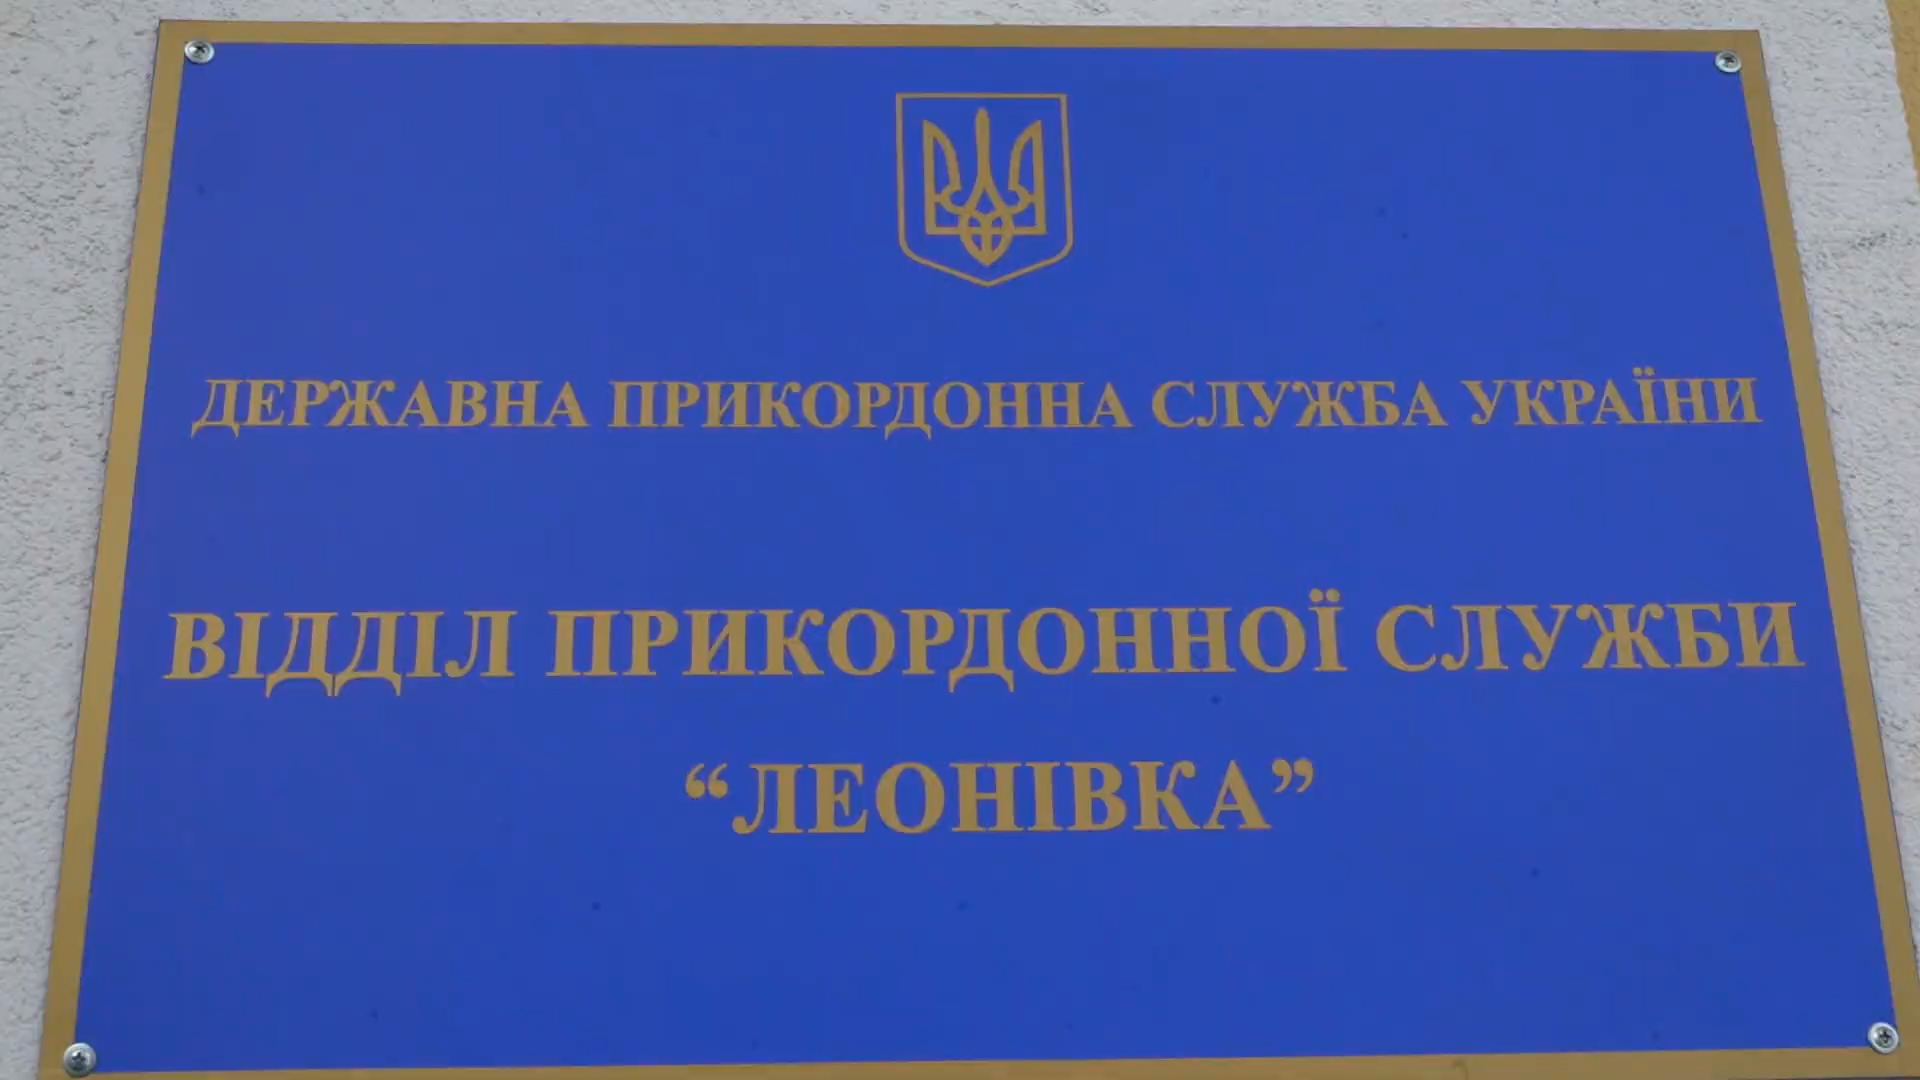 ДЕРЖАВНА ПРИКОРДОННА СЛУЖБА УКРАЇНИ
ВІДДІЛ ПРИКОРДОННОЇ СЛУЖБИ
“ЛЕОНІВКА”